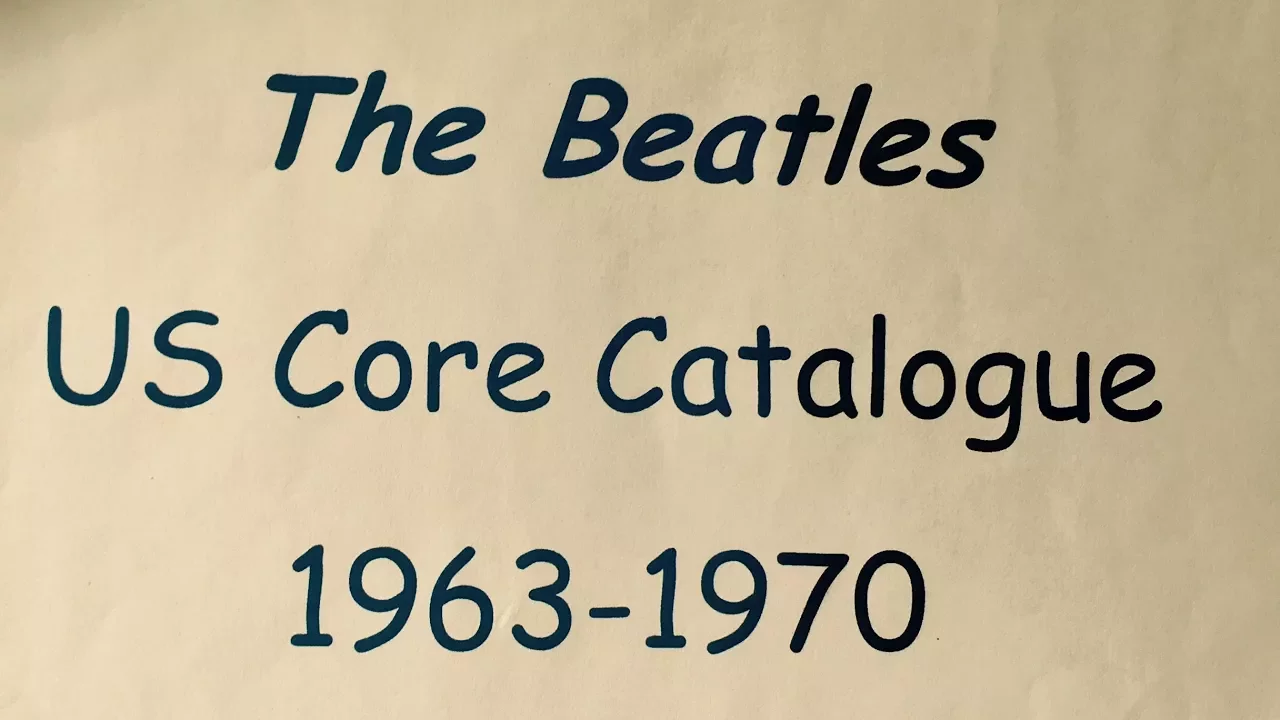 The Beatles
US Core Catalogue
1963-1970